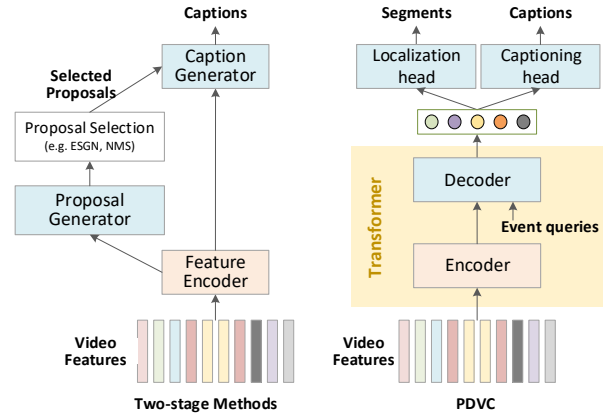 Captions
Caption
Generator
Selected
Proposals
Proposal Selection
(e.g. ESGN, NMS)
Proposal
Generator
Feature
Encoder
Video
Features
Two-stage Methods
Segments
Captions
Localization
head
Captioning
head
Transformer
Decoder
Event queries
Encoder
Video
Features
PDVC